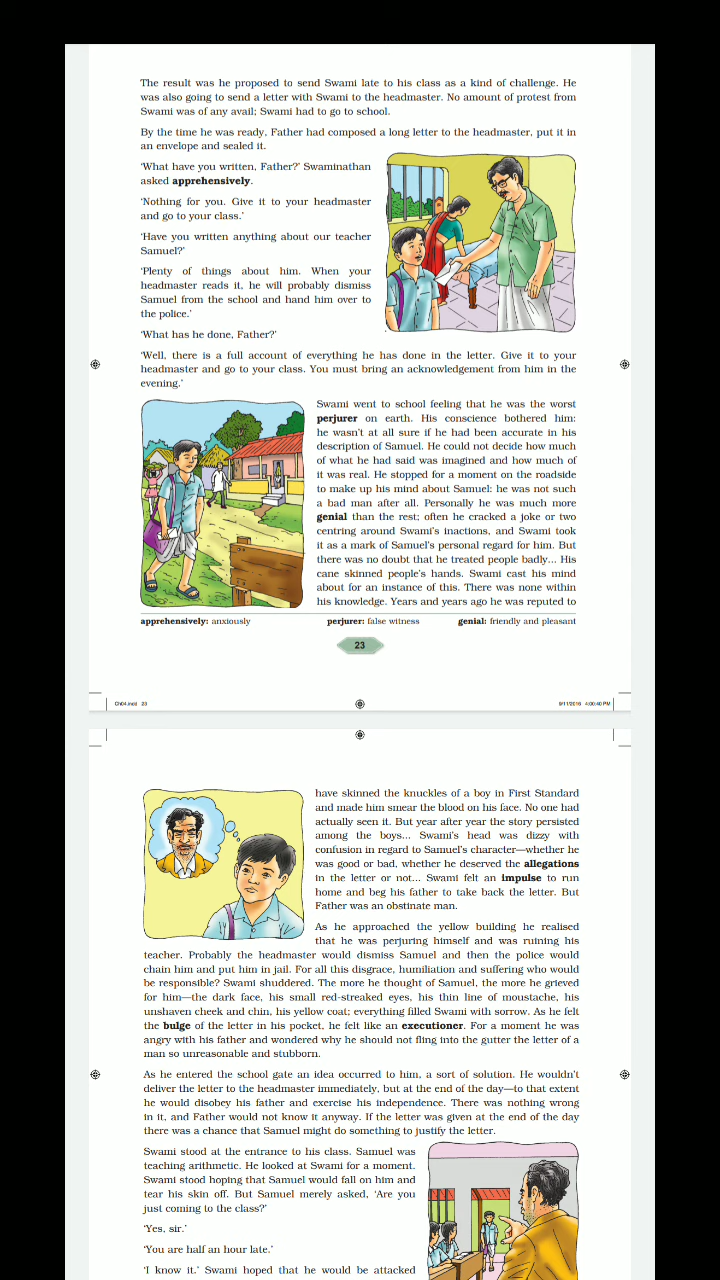 The result was he proposed to send Swami late to his class as a kind of challenge. He
was also going to send a letter with Swami to the headmaster. No amount of protest from
Swami was of any avail; Swami had to go to school.
By the time he was ready, Father had composed a long letter to the headmaster, put it in
an envelope and sealed it.
‘What have you written, Father?’ Swaminathan
asked apprehensively.
‘Nothing for you. Give it to your headmaster
and go to your class.’
‘Have you written anything about our teacher
Samuel?’
‘Plenty of things about him. When your
headmaster reads it, he will probably dismiss
Samuel from the school and hand him over to
the police.’
‘What has he done, Father?’
‘Well, there is a full account of everything he has done in the letter. Give it to your
headmaster and go to your class. You must bring an acknowledgement from him in the
evening.’
Swami went to school feeling that he was the worst
perjurer on earth. His conscience bothered him:
he wasn’t at all sure if he had been accurate in his
description of Samuel. He could not decide how much
of what he had said was imagined and how much of
it was real. He stopped for a moment on the roadside
to make up his mind about Samuel: he was not such
a bad man after all. Personally he was much more
genial than the rest; often he cracked a joke or two
centring around Swami’s inactions, and Swami took
it as a mark of Samuel’s personal regard for him. But
there was no doubt that he treated people badly... His
cane skinned people’s hands. Swami cast his mind
about for an instance of this. There was none within
his knowledge. Years and years ago he was reputed to
apprehensively: anxiously perjurer: false witness genial: friendly and pleasant
23
Ch04.indd 23 9/11/2016 4:00:40 PM
have skinned the knuckles of a boy in First Standard
and made him smear the blood on his face. No one had
actually seen it. But year after year the story persisted
among the boys... Swami’s head was dizzy with
confusion in regard to Samuel’s character—whether he
was good or bad, whether he deserved the allegations
in the letter or not... Swami felt an impulse to run
home and beg his father to take back the letter. But
Father was an obstinate man.
As he approached the yellow building he realised
that he was perjuring himself and was ruining his
teacher. Probably the headmaster would dismiss Samuel and then the police would
chain him and put him in jail. For all this disgrace, humiliation and suffering who would
be responsible? Swami shuddered. The more he thought of Samuel, the more he grieved
for him—the dark face, his small red-streaked eyes, his thin line of moustache, his
unshaven cheek and chin, his yellow coat; everything filled Swami with sorrow. As he felt
the bulge of the letter in his pocket, he felt like an executioner. For a moment he was
angry with his father and wondered why he should not fling into the gutter the letter of a
man so unreasonable and stubborn.
As he entered the school gate an idea occurred to him, a sort of solution. He wouldn’t
deliver the letter to the headmaster immediately, but at the end of the day—to that extent
he would disobey his father and exercise his independence. There was nothing wrong
in it, and Father would not know it anyway. If the letter was given at the end of the day
there was a chance that Samuel might do something to justify the letter.
Swami stood at the entrance to his class. Samuel was
teaching arithmetic. He looked at Swami for a moment.
Swami stood hoping that Samuel would fall on him and
tear his skin off. But Samuel merely asked, ‘Are you
just coming to the class?’
‘Yes, sir.’
‘You are half an hour late.’
‘I know it.’ Swami hoped that he would be attacked